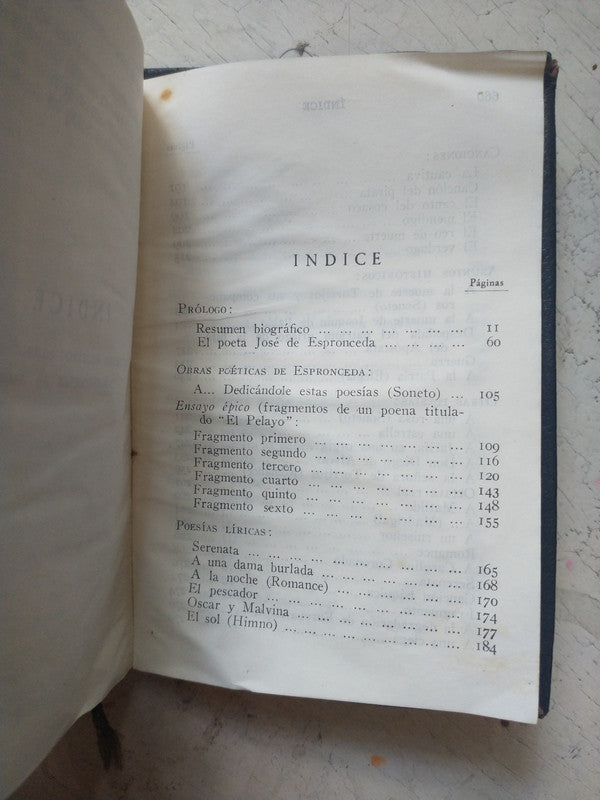 INDICE
Páginas
PRÓLOGO:
Resumen biográfico ... ... ... ... ... ... ... 11
El poeta José de Espronceda ... ... ... ... 60
OBRAS POÉTICAS DE ESPRONCEDA:
A... Dedicándole estas poesías (Soneto) ... 105
Ensayo épico (fragmentos de un poena titula-
do "El Pelayo":
Fragmento primero ... ... ... ... ... ... ... 109
Fragmento segundo ... ... ... ... ... ... ... 116
Fragmento tercero ... ... ... ... ... ... ... 120
Fragmento cuarto ... ... ... ... ... ... ... 143
Fragmento quinto ... ... ... ... ... ... ... 148
Fragmento sexto ... ... ... ... ... ... ... 155
POESÍAS LÍRICAS:
Serenata ... ... ... ... ... ... ... ... ... 165
A una dama burlada ... ... ... ... ... ... 168
A la noche (Romance) ... ... ... ... ... ... 170
El pescador ... ... ... ... ... ... ... ... 174
Oscar y Malvina ... ... ... ... ... ... ... 177
El sol (Himno) ... ... ... ... ... ... ... 184